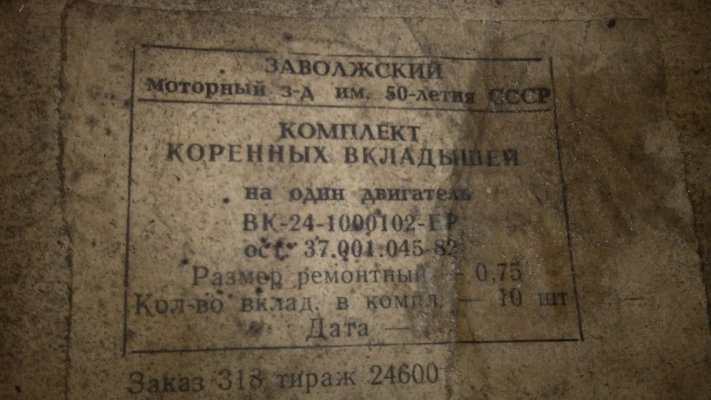 ЗАВОЛЖСКИЙ
моторный з-д им. 50-летия СССР
КОМПЛЕКТ
КОРЕННЫХ ВКЛАДЫШЕЙ
на один двигатель
ВК-24-1000102-ЕР
ост. 37.001.045-82
Размер ремонтный — 0,75
Кол-во вклад. в компл. — 10 шт
Дата —
Заказ 318 тираж 24600